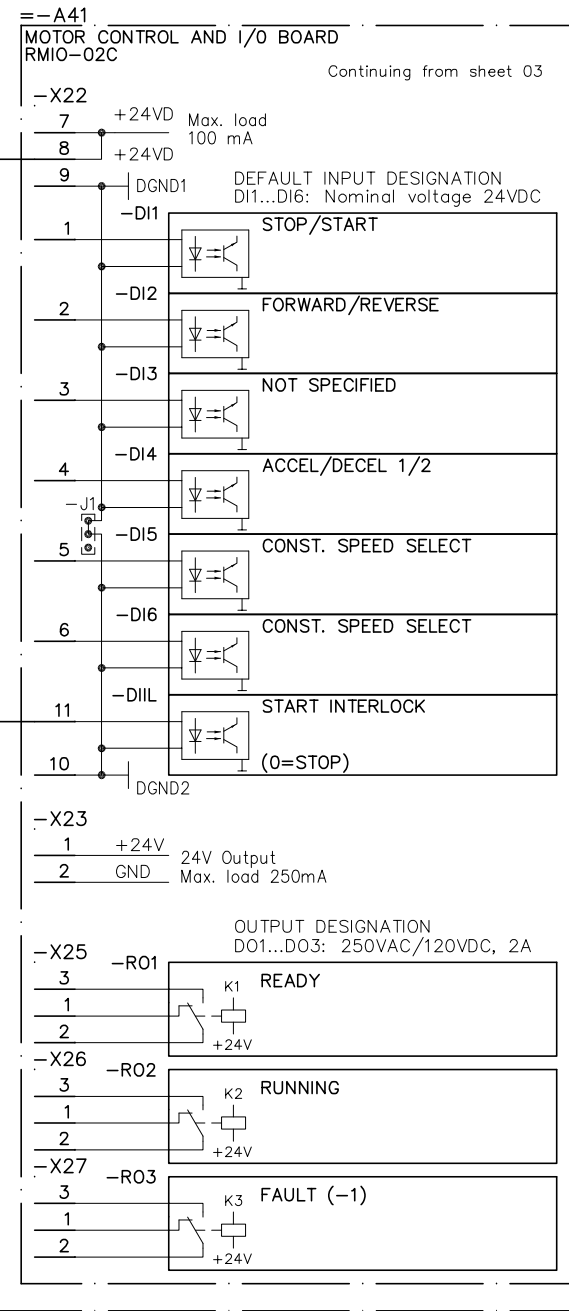 =-A41
MOTOR CONTROL AND I/O BOARD
RMIO-02C
Continuing from sheet 03
-X22
7 +24VD Max. load
100 mA
8 +24VD
9 DGND1 DEFAULT INPUT DESIGNATION
DI1...DI6: Nominal voltage 24VDC
-DI1
1 STOP/START
-DI2
2 FORWARD/REVERSE
-DI3
3 NOT SPECIFIED
-DI4
4 ACCEL/DECEL 1/2
-J1
-DI5
5 CONST. SPEED SELECT
-DI6
6 CONST. SPEED SELECT
-DIIL
11 START INTERLOCK
10 (0=STOP)
DGND2
-X23
1 +24V 24V Output
2 GND Max. load 250mA
OUTPUT DESIGNATION
DO1...DO3: 250VAC/120VDC, 2A
-X25
-RO1
3 K1 READY
1
2 +24V
-X26
-RO2
3 K2 RUNNING
1
2 +24V
-X27
-RO3
3 K3 FAULT (-1)
1
2 +24V